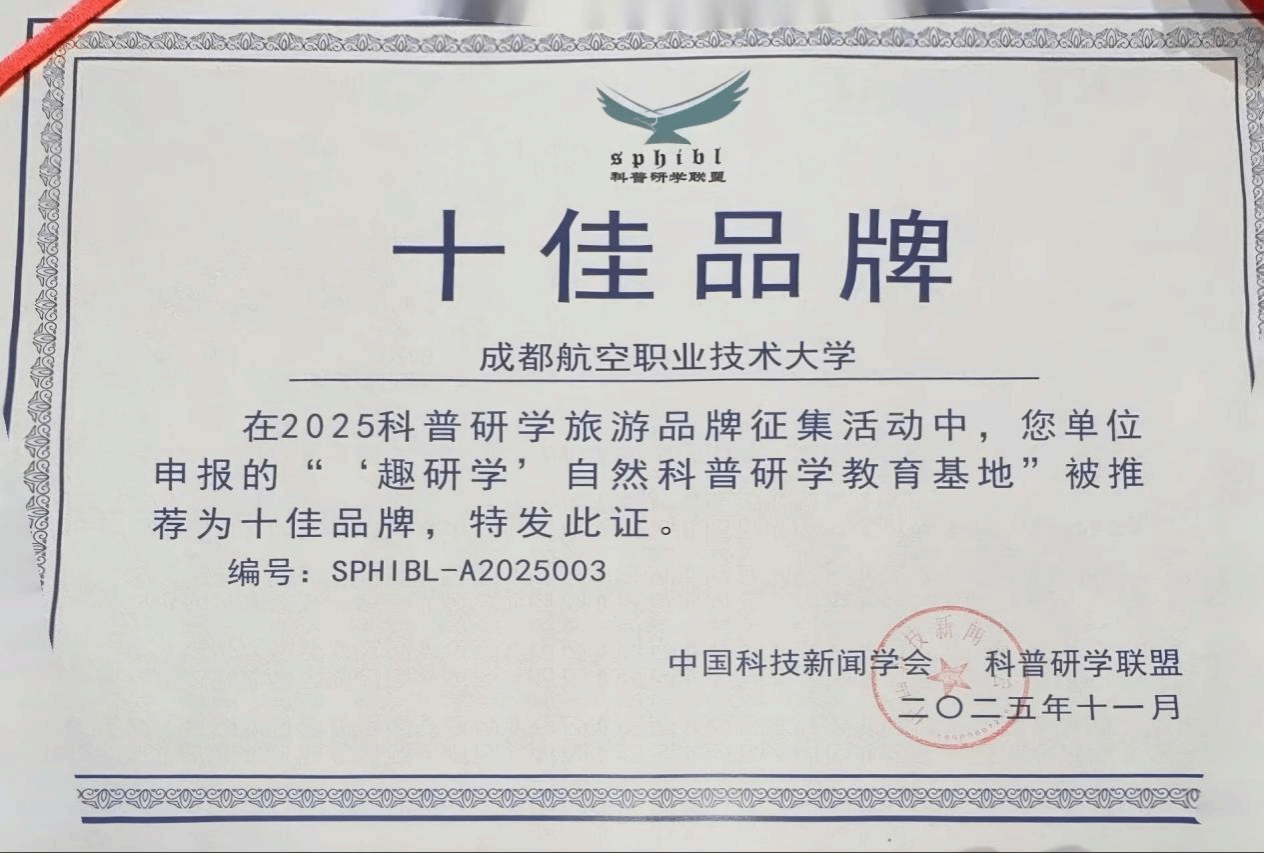 sphibl
科普研学联盟
十佳品牌
成都航空职业技术大学
在2025科普研学旅游品牌征集活动中，您单位
申报的“‘趣研学’自然科普研学教育基地”被推
荐为十佳品牌，特发此证。
编号：SPHIBL-A2025003
中国科技新闻学会 科普研学联盟
二〇二五年十一月